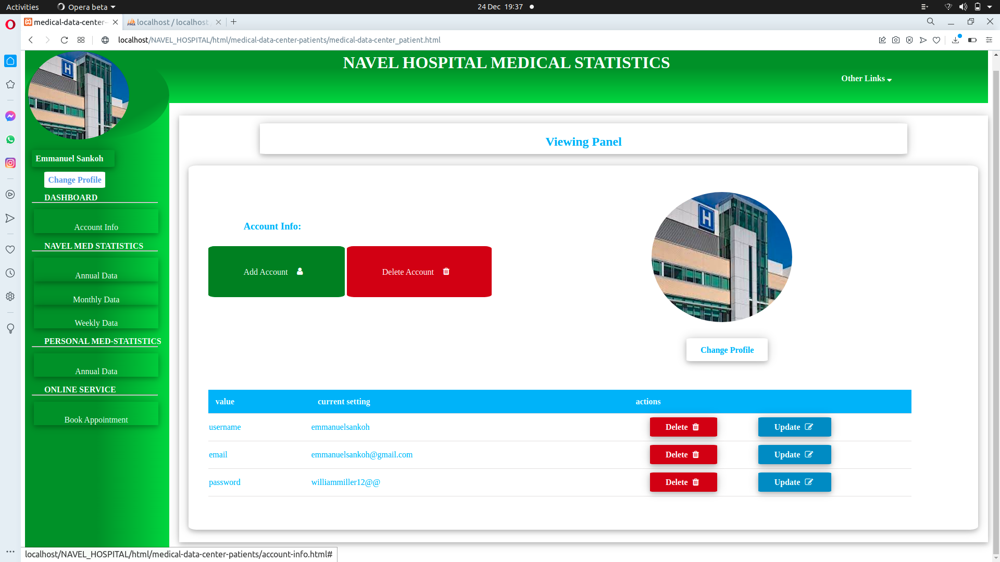 Activities
Opera beta
24 Dec 19:37
medical-data-center-
localhost / localhost
localhost/NAVEL_HOSPITAL/html/medical-data-center-patients/medical-data-center_patient.html
NAVEL HOSPITAL MEDICAL STATISTICS
Other Links
H
Emmanuel Sankoh
Change Profile
DASHBOARD
Account Info
NAVEL MED STATISTICS
Annual Data
Monthly Data
Weekly Data
PERSONAL MED-STATISTICS
Annual Data
ONLINE SERVICE
Book Appointment
Viewing Panel
Account Info:
Add Account
Delete Account
H
Change Profile
value current setting actions
username emmanuelsankoh Delete Update
email emmanuelsankoh@gmail.com Delete Update
password williammiller12@@ Delete Update
localhost/NAVEL_HOSPITAL/html/medical-data-center-patients/account-info.html#